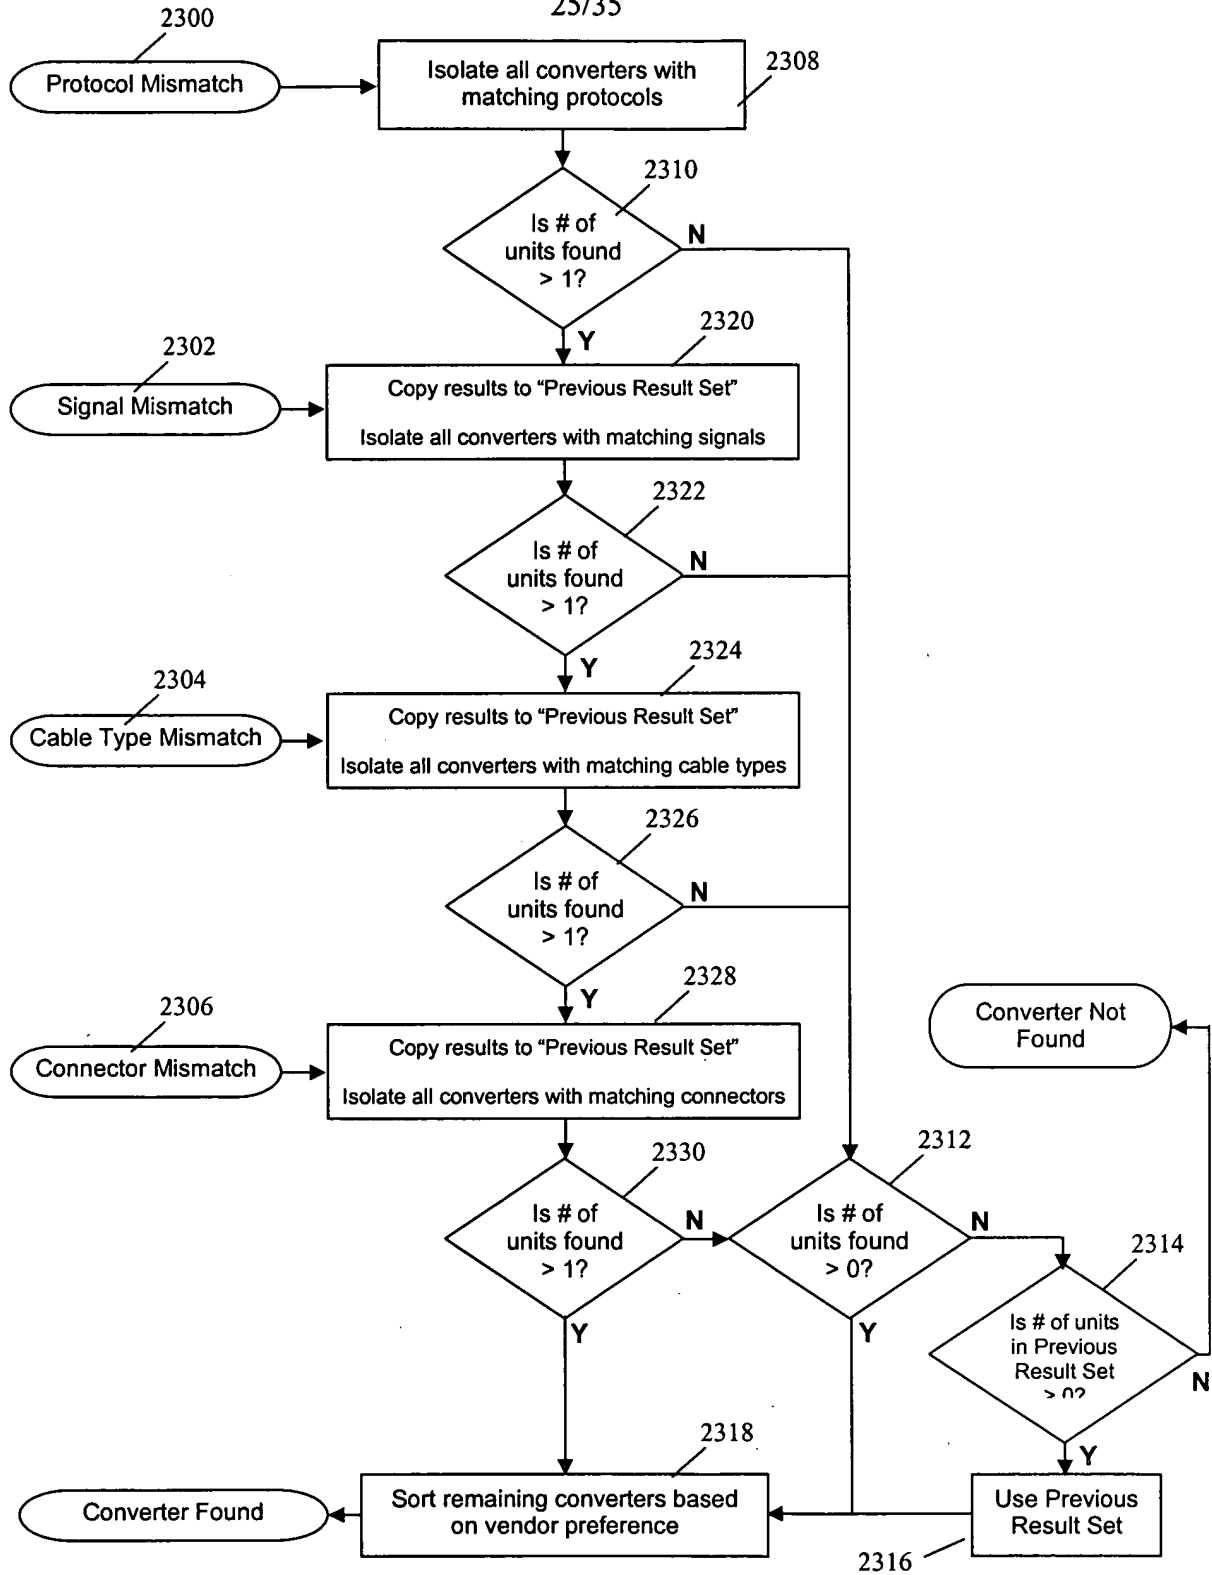 25/35
2300
Protocol Mismatch
Isolate all converters with
matching protocols
2308
2310
Is # of
units found
> 1?
N
Y
2320
2302
Signal Mismatch
Copy results to “Previous Result Set”
Isolate all converters with matching signals
2322
Is # of
units found
> 1?
N
Y
2324
2304
Cable Type Mismatch
Copy results to “Previous Result Set”
Isolate all converters with matching cable types
2326
Is # of
units found
> 1?
N
Y
2328
2306
Connector Mismatch
Copy results to “Previous Result Set”
Isolate all converters with matching connectors
Converter Not
Found
2330
Is # of
units found
> 1?
N
Y
2312
Is # of
units found
> 0?
N
Y
2314
Is # of units
in Previous
Result Set
> 0?
N
Y
2318
Converter Found
Sort remaining converters based
on vendor preference
Use Previous
Result Set
2316